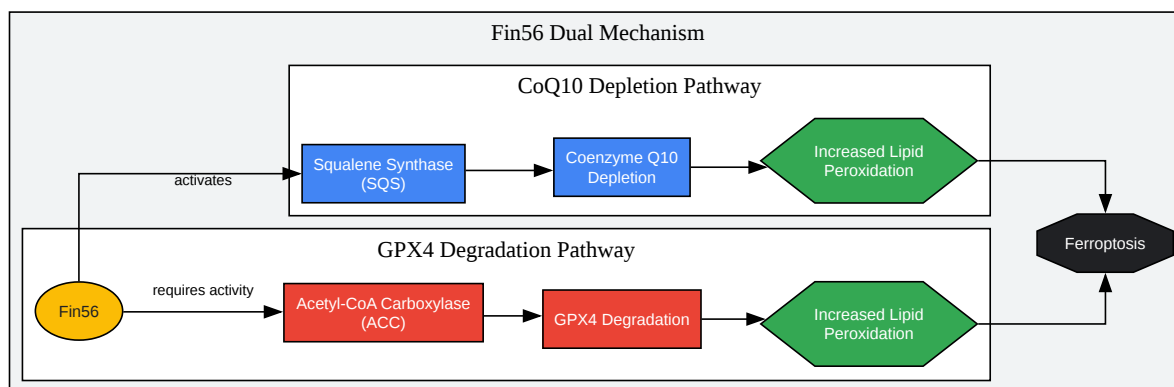 Fin56 Dual Mechanism
CoQ10 Depletion Pathway
Squalene Synthase
(SQS)
Coenzyme Q10
Depletion
Increased Lipid
Peroxidation
activates
Ferroptosis
GPX4 Degradation Pathway
Fin56
requires activity
Acetyl-CoA Carboxylase
(ACC)
GPX4 Degradation
Increased Lipid
Peroxidation